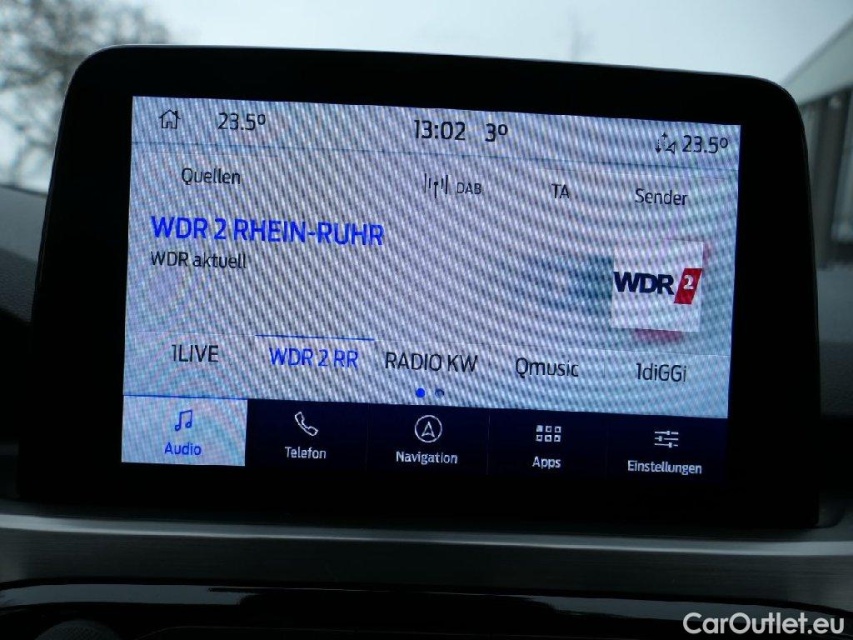 23.5° 13:02 3° 23.5°
Quellen DAB TA Sender
WDR 2 RHEIN-RUHR
WDR aktuell
WDR 2
1LIVE WDR 2 RR RADIO KW Qmusic 1diGGi
Audio Telefon Navigation Apps Einstellungen
CarOutlet.eu